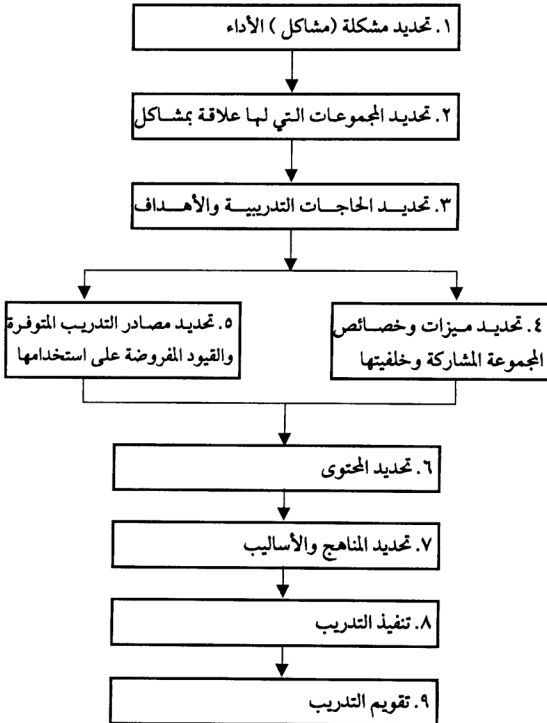 ١. تحديد مشكلة (مشاكل ) الأداء
٢. تحديد المجموعات التي لها علاقة بمشاكل
٣. تحديد الحاجات التدريبية والأهداف
٤. تحديد ميزات وخصائص
المجموعة المشاركة وخلفيتها
٥. تحديد مصادر التدريب المتوفرة
والقيود المفروضة على استخدامها
٦. تحديد المحتوى
٧. تحديد المناهج والأساليب
٨. تنفيذ التدريب
٩. تقويم التدريب